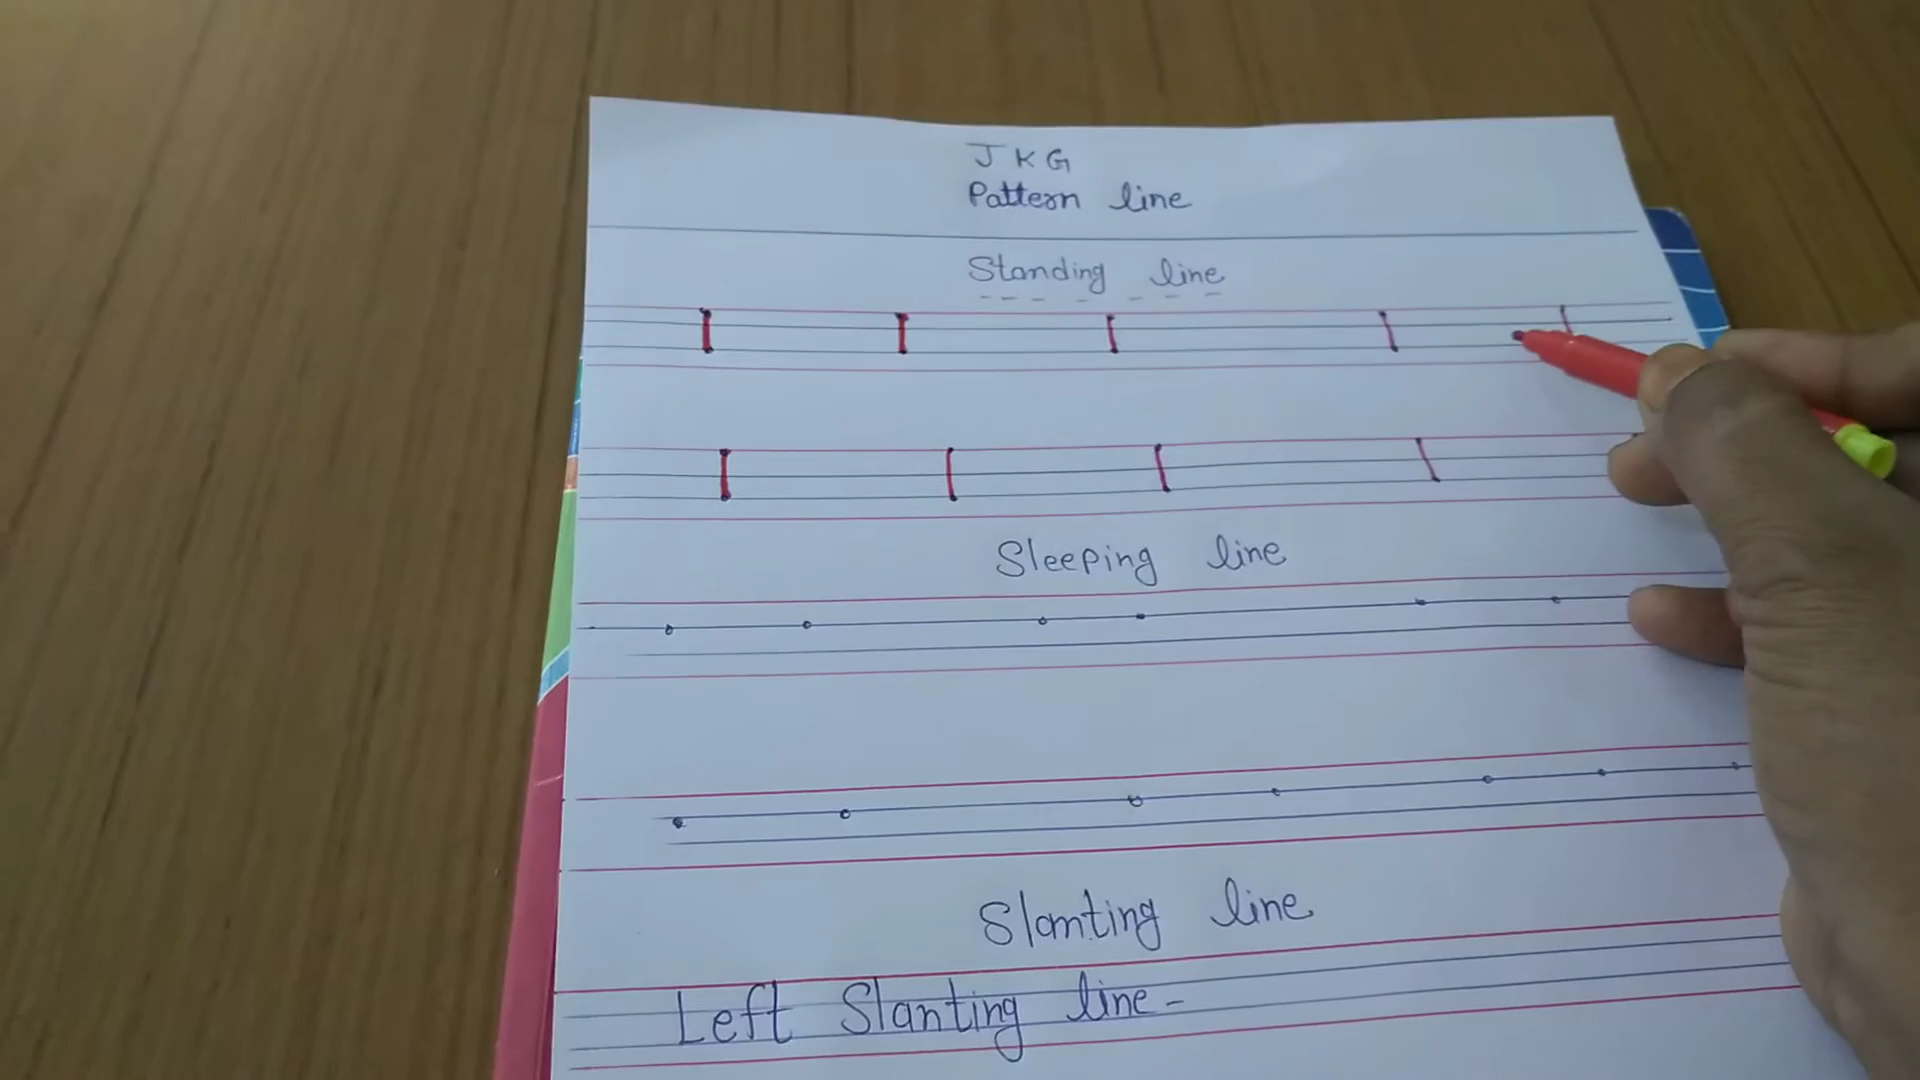 JKG
Pattern line
Standing line
Sleeping line
Slanting line
Left Slanting line-